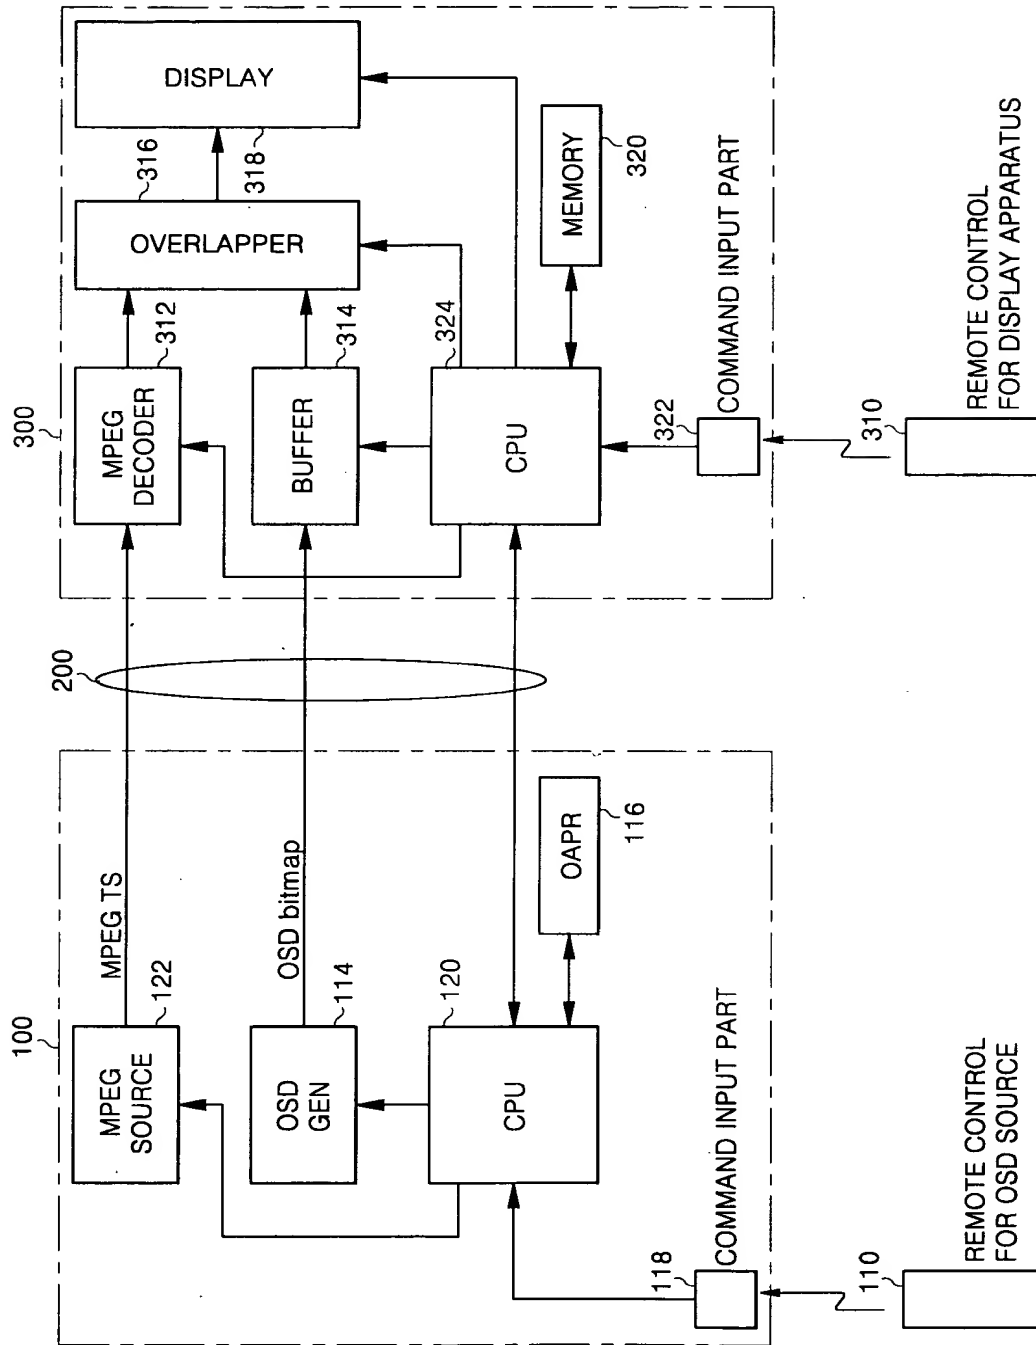 100
MPEG
SOURCE
122
MPEG TS
OSD
GEN
114
OSD bitmap
CPU
120
OAPR
116
118
COMMAND INPUT PART
110
REMOTE CONTROL
FOR OSD SOURCE
200
300
MPEG
DECODER
312
BUFFER
314
OVERLAPPER
316
DISPLAY
318
CPU
324
MEMORY
320
322
COMMAND INPUT PART
310
REMOTE CONTROL
FOR DISPLAY APPARATUS